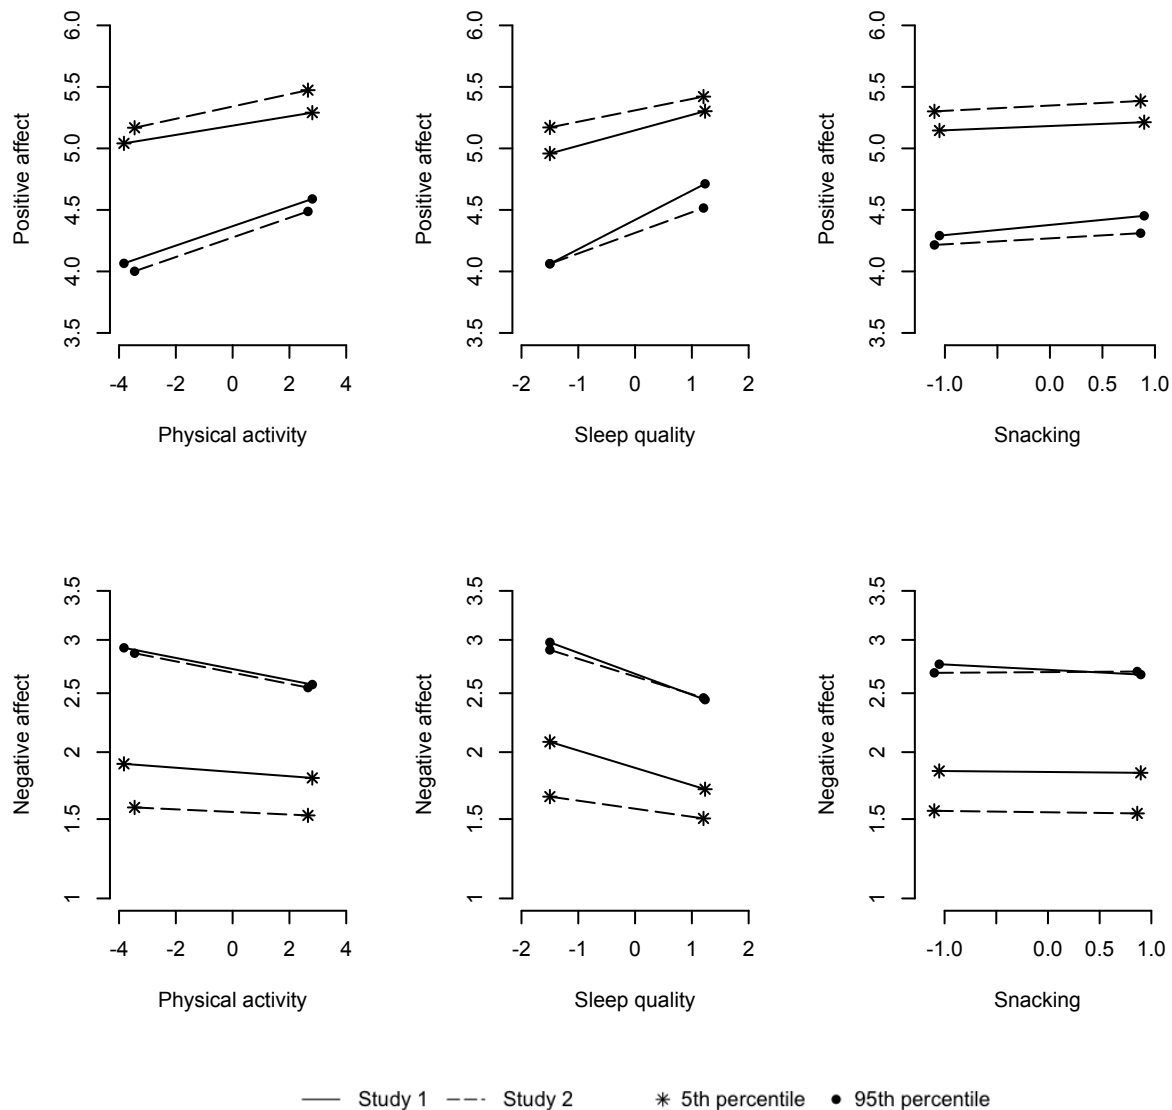 Positive affect
3.5 4.0 4.5 5.0 5.5 6.0
-4 -2 0 2 4
Physical activity
Positive affect
3.5 4.0 4.5 5.0 5.5 6.0
-2 -1 0 1 2
Sleep quality
Positive affect
3.5 4.0 4.5 5.0 5.5 6.0
-1.0 0.0 0.5 1.0
Snacking
Negative affect
1 1.5 2 2.5 3 3.5
-4 -2 0 2 4
Physical activity
Negative affect
1 1.5 2 2.5 3 3.5
-2 -1 0 1 2
Sleep quality
Negative affect
1 1.5 2 2.5 3 3.5
-1.0 0.0 0.5 1.0
Snacking
Study 1 Study 2 5th percentile 95th percentile